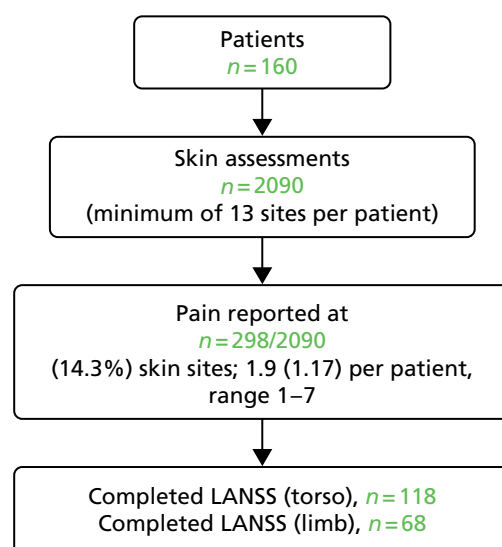 Patients
n=160
Skin assessments
n=2090
(minimum of 13 sites per patient)
Pain reported at
n=298/2090
(14.3%) skin sites; 1.9 (1.17) per patient,
range 1–7
Completed LANSS (torso), n=118
Completed LANSS (limb), n=68